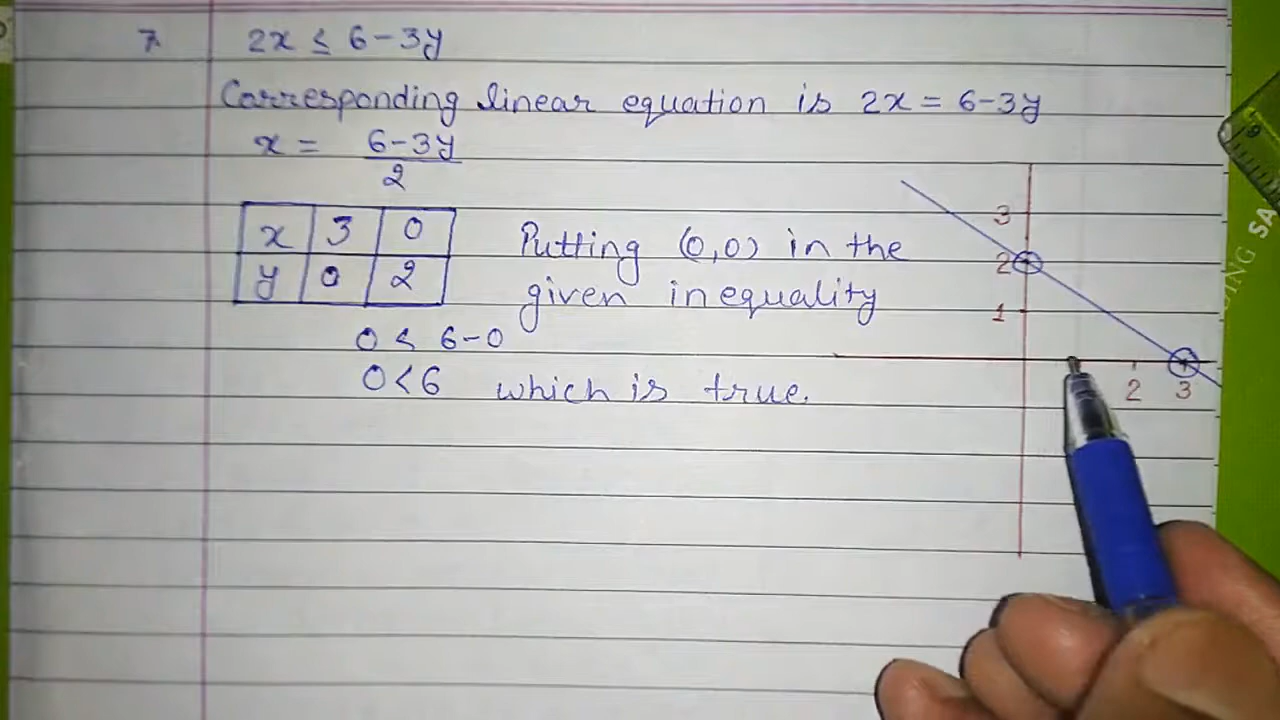 7.
2x ≤ 6-3y
Corresponding linear equation is 2x = 6-3y
x = 6-3y
2
x 3 0
y 0 2
Putting (0,0) in the
given inequality
0 ≤ 6-0
0<6 which is true.
3
2
1
2 3
9
SA